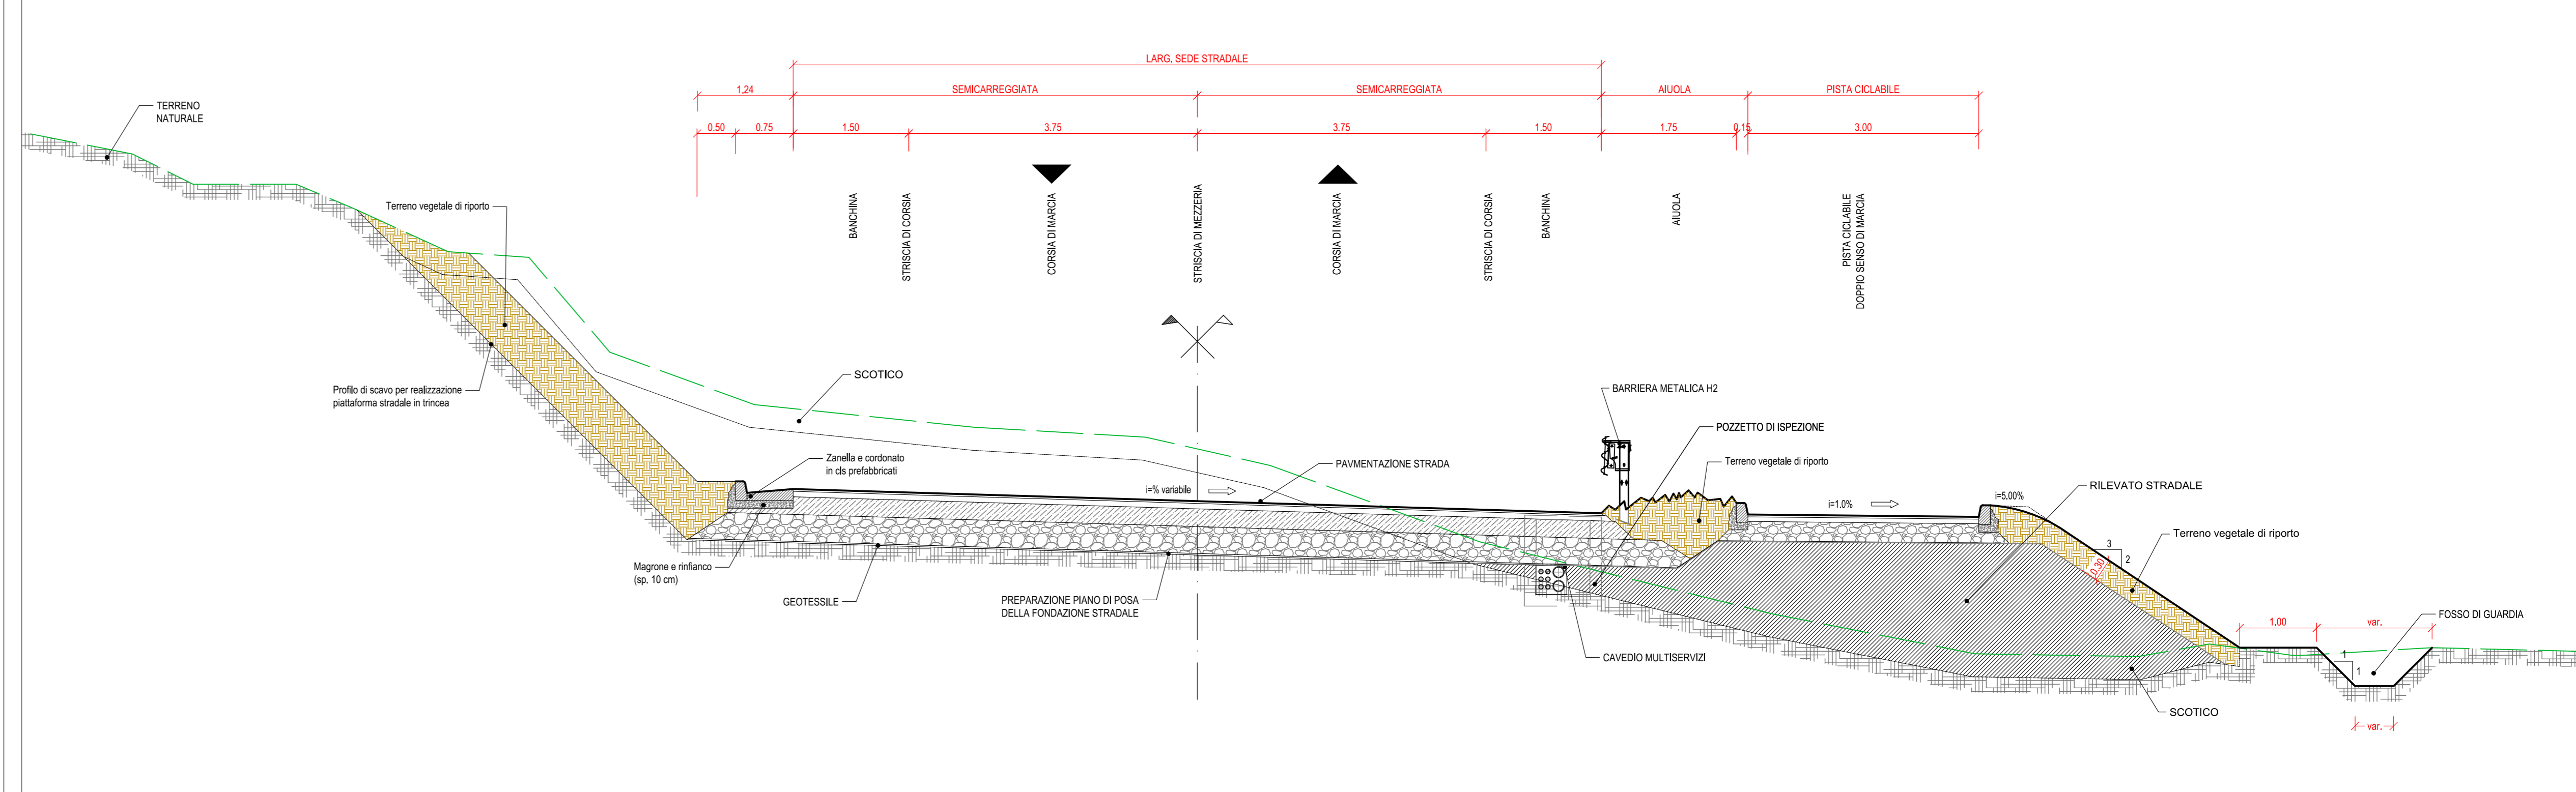 LARG. SEDE STRADALE
1.24
SEMICARREGGIATA
SEMICARREGGIATA
AIUOLA
PISTA CICLABILE
0.50
0.75
1.50
3.75
3.75
1.50
1.75
0.15
3.00
TERRENO
NATURALE
BANCHINA
STRISCIA DI CORSIA
CORSIA DI MARCIA
STRISCIA DI MEZZERIA
CORSIA DI MARCIA
STRISCIA DI CORSIA
BANCHINA
AIUOLA
PISTA CICLABILE
DOPPIO SENSO DI MARCIA
Terreno vegetale di riporto
Profilo di scavo per realizzazione
piattaforma stradale in trincea
SCOTICO
BARRIERA METALICA H2
POZZETTO DI ISPEZIONE
Zanella e cordonato
in cls prefabbricati
PAVMENTAZIONE STRADA
Terreno vegetale di riporto
i=% variabile
i=1,0%
i=5.00%
RILEVATO STRADALE
Terreno vegetale di riporto
3
2
0.30
Magrone e rinfianco
(sp. 10 cm)
GEOTESSILE
PREPARAZIONE PIANO DI POSA
DELLA FONDAZIONE STRADALE
CAVEDIO MULTISERVIZI
1.00
var.
FOSSO DI GUARDIA
1
1
SCOTICO
var.